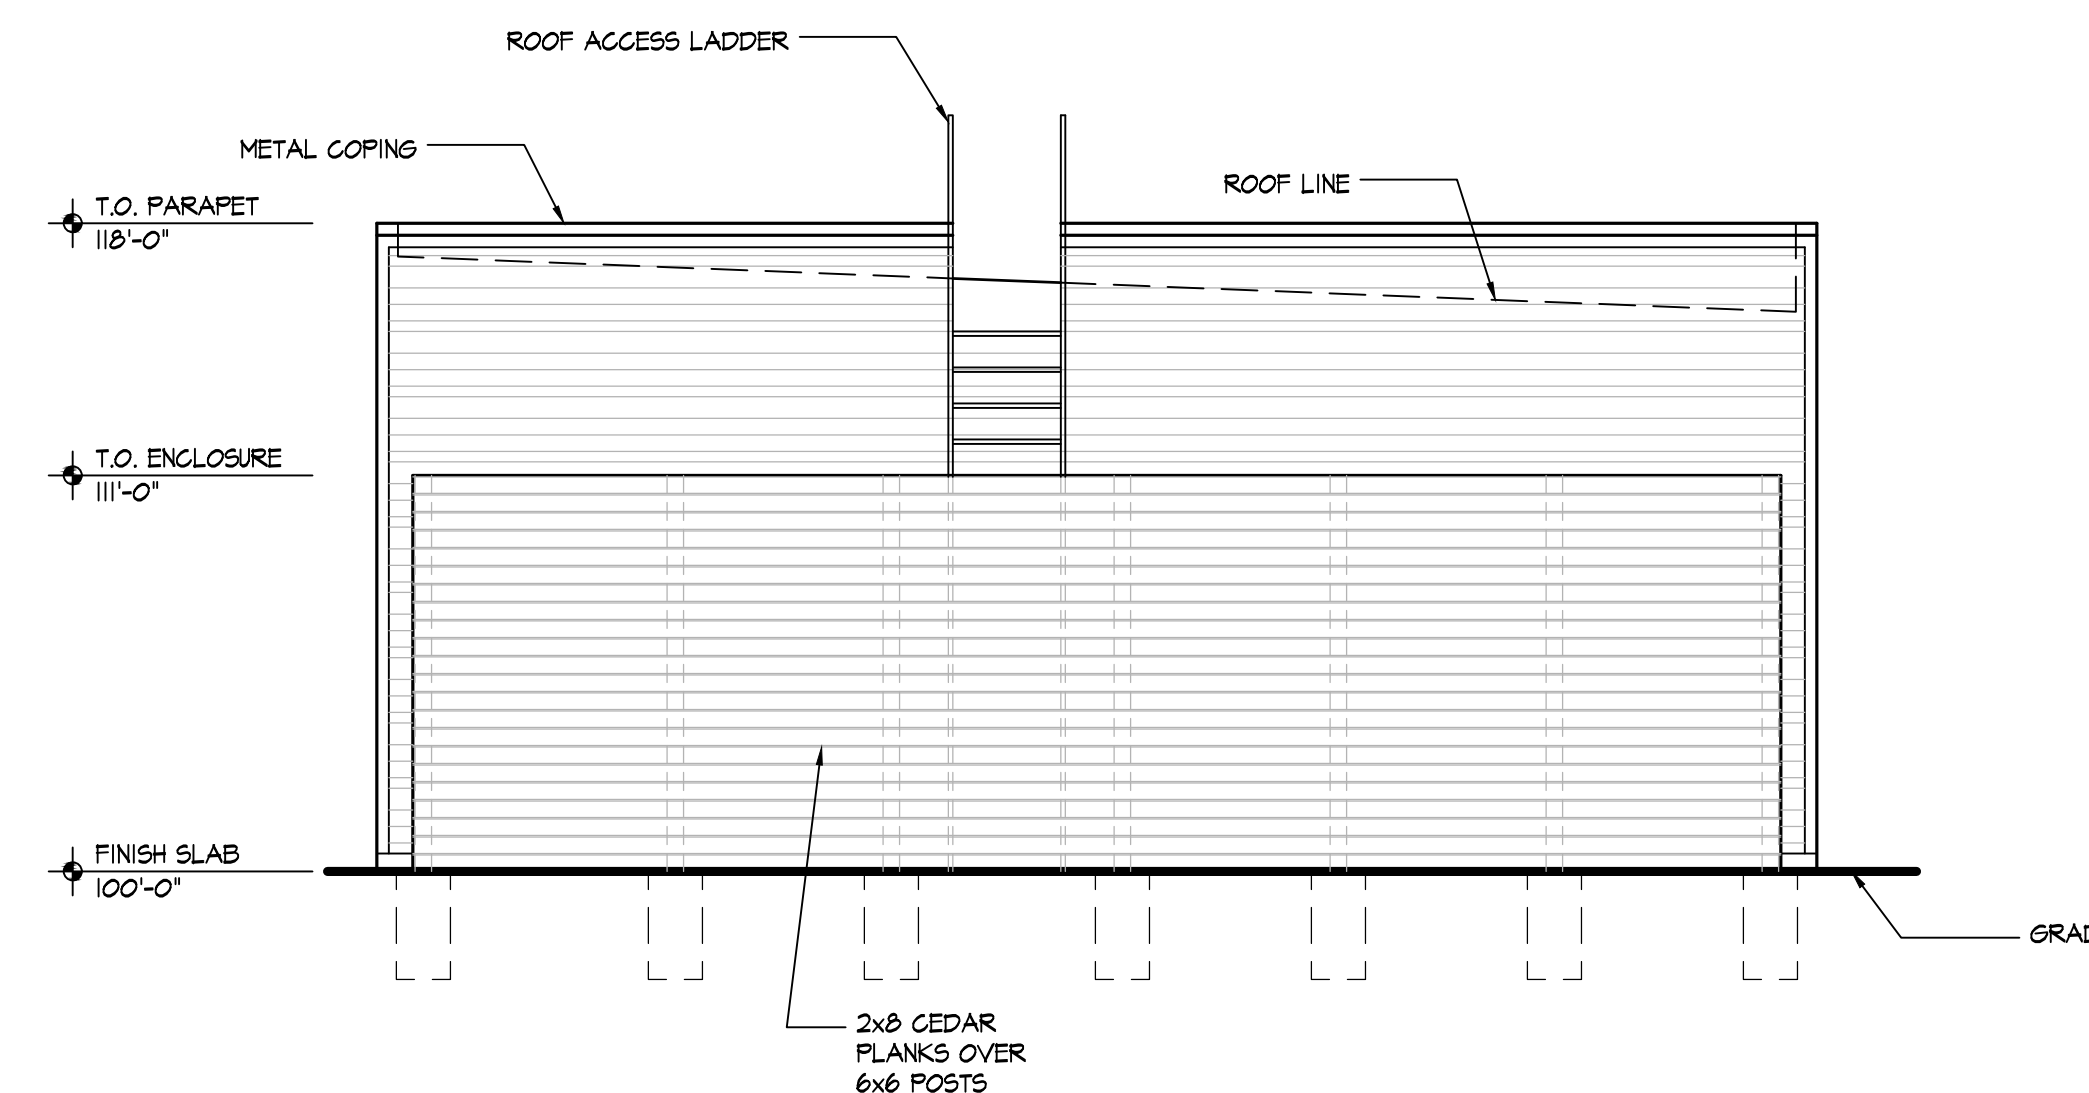 ROOF ACCESS LADDER
METAL COPING
ROOF LINE
T.O. PARAPET
118'-0"
T.O. ENCLOSURE
111'-0"
FINISH SLAB
100'-0"
2x8 CEDAR
PLANKS OVER
6x6 POSTS